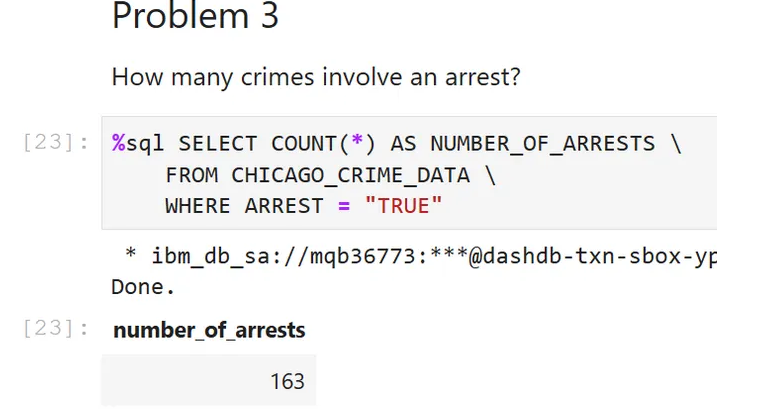 Problem 3
How many crimes involve an arrest?
[23]: %sql SELECT COUNT(*) AS NUMBER_OF_ARRESTS \
FROM CHICAGO_CRIME_DATA \
WHERE ARREST = "TRUE"
* ibm_db_sa://mqb36773:***@dashdb-txn-sbox-yp
Done.
[23]: number_of_arrests
163